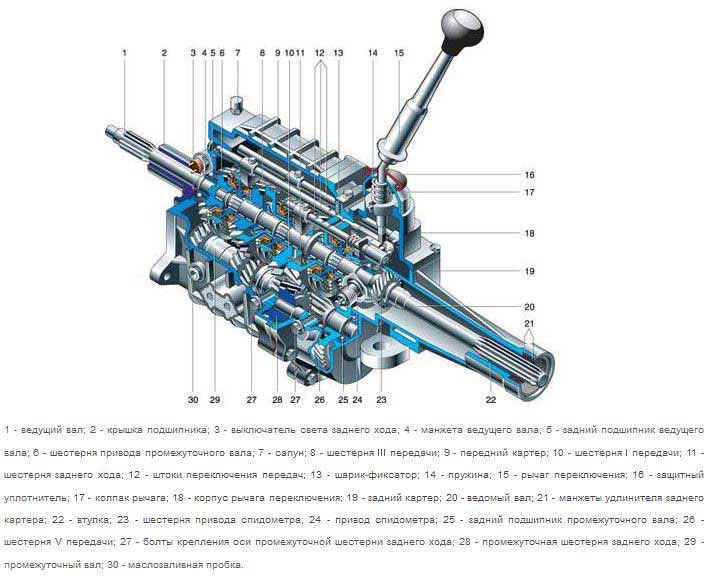 1 2 3 4 5 6 7 8 9 10 11 12 13 14 15
16
17
18
19
20
21
22
30 29 27 28 27 26 25 24 23
1 - ведущий вал; 2 - крышка подшипника; 3 - выключатель света заднего хода; 4 - манжета ведущего вала; 5 - задний подшипник ведущего
вала; 6 - шестерня привода промежуточного вала; 7 - сапун; 8 - шестерня III передачи; 9 - передний картер; 10 - шестерня I передачи; 11 -
шестерня заднего хода; 12 - штоки переключения передач; 13 - шарик-фиксатор; 14 - пружина; 15 - рычаг переключения; 16 - защитный
уплотнитель; 17 - колпак рычага; 18 - корпус рычага переключения; 19 - задний картер; 20 - ведомый вал; 21 - манжеты удлинителя заднего
картера; 22 - втулка; 23 - шестерня привода спидометра; 24 - привод спидометра; 25 - задний подшипник промежуточного вала; 26 -
шестерня V передачи; 27 - болты крепления оси промежуточной шестерни заднего хода; 28 - промежуточная шестерня заднего хода; 29 -
промежуточный вал; 30 - маслозаливная пробка.